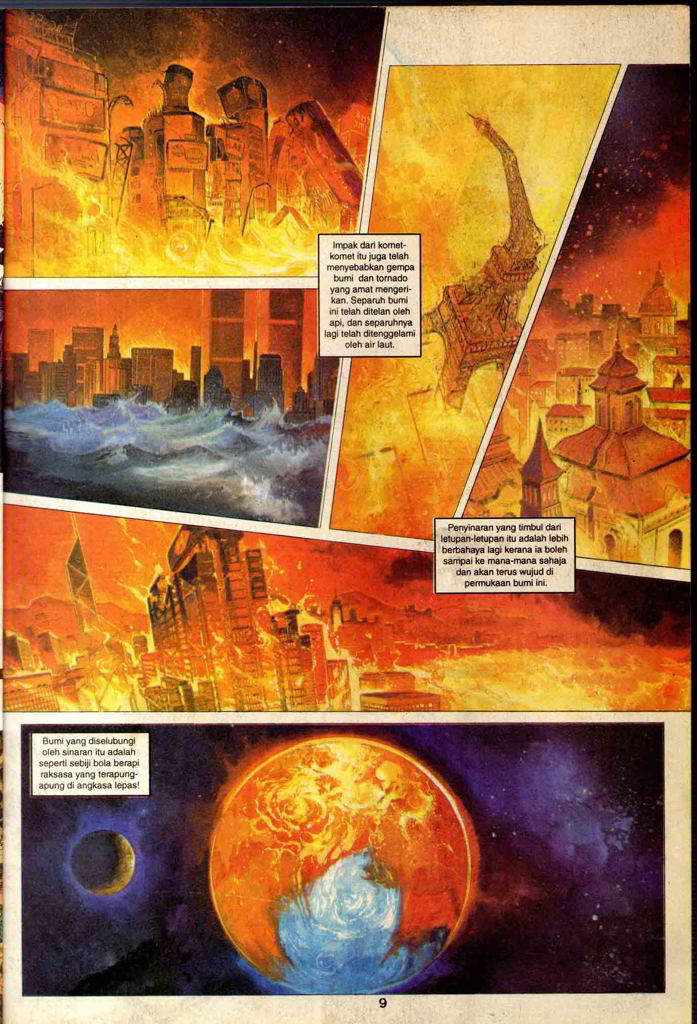 Impak dari komet-
komet itu juga telah
menyebabkan gempa
bumi dan tornado
yang amat mengeri-
kan. Separuh bumi
ini telah ditelan oleh
api, dan separuhnya
lagi telah ditenggelami
oleh air laut.
Penyinaran yang timbul dari
letupan-letupan itu adalah lebih
berbahaya lagi kerana ia boleh
sampai ke mana-mana sahaja
dan akan terus wujud di
permukaan bumi ini.
Bumi yang diselubungi
oleh sinaran itu adalah
seperti sebiji bola berapi
raksasa yang terapung-
apung di angkasa lepas!
9